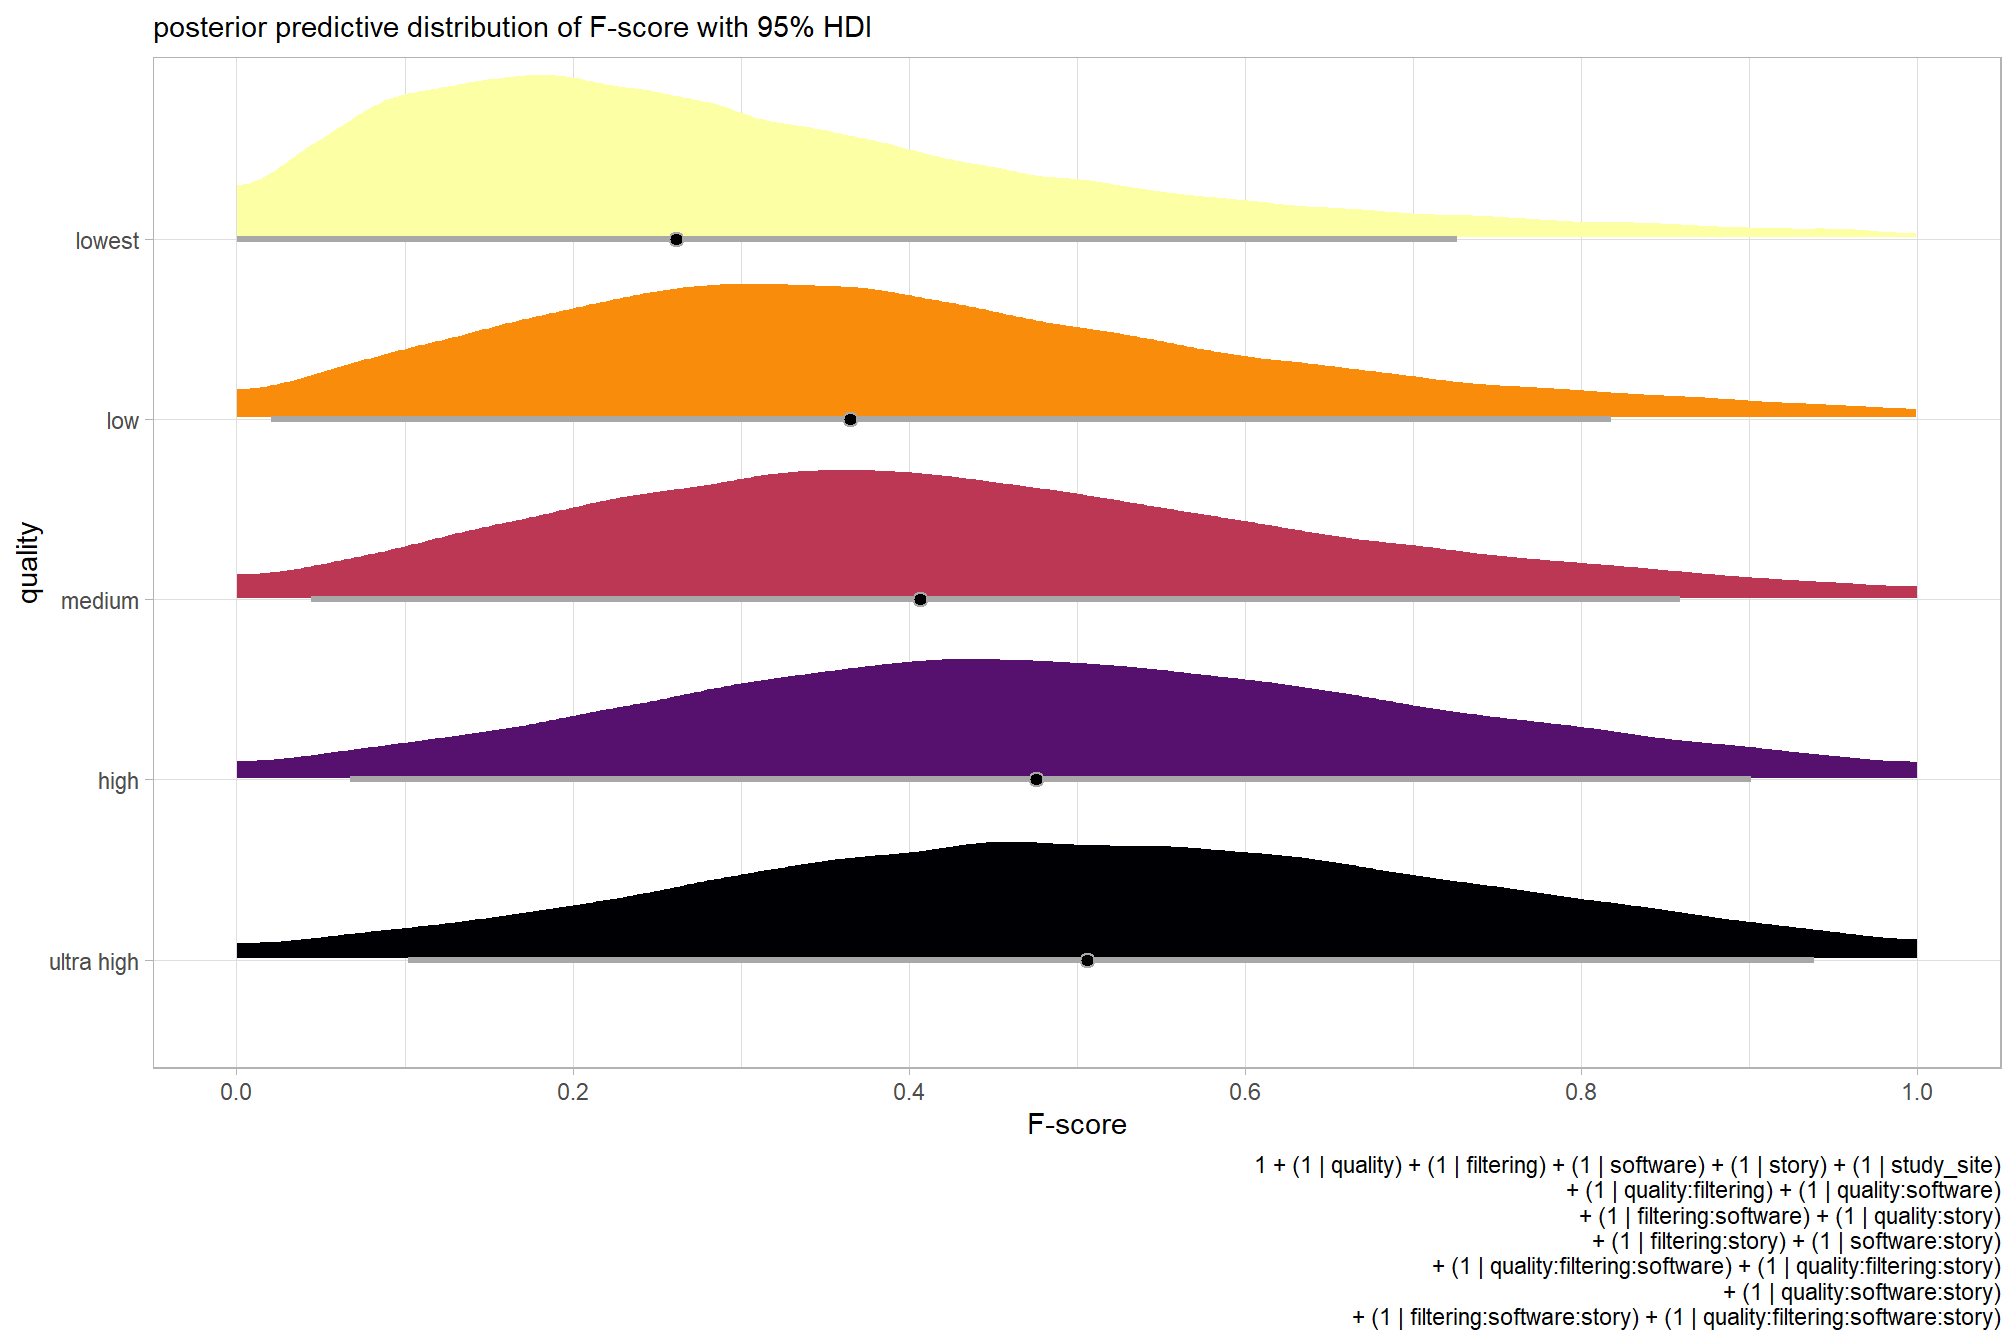 posterior predictive distribution of F-score with 95% HDI
quality
lowest
low
medium
high
ultra high
0.0 0.2 0.4 0.6 0.8 1.0
F-score
1 + (1 | quality) + (1 | filtering) + (1 | software) + (1 | story) + (1 | study_site)
+ (1 | quality:filtering) + (1 | quality:software)
+ (1 | filtering:software) + (1 | quality:story)
+ (1 | filtering:story) + (1 | software:story)
+ (1 | quality:filtering:software) + (1 | quality:filtering:story)
+ (1 | quality:software:story)
+ (1 | filtering:software:story) + (1 | quality:filtering:software:story)